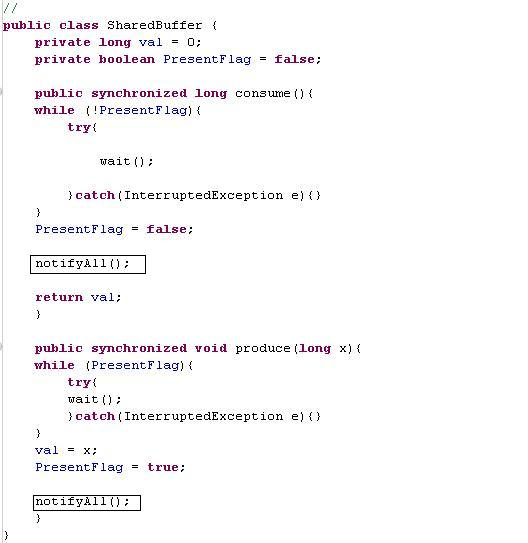 //
public class SharedBuffer {
    private long val = 0;
    private boolean PresentFlag = false;
    public synchronized long consume(){
    while (!PresentFlag){
        try{
            wait();
        }catch(InterruptedException e){}
    }
    PresentFlag = false;
    notifyAll();
    return val;
    }
    public synchronized void produce(long x){
    while (PresentFlag){
        try{
        wait();
        }catch(InterruptedException e){}
    }
    val = x;
    PresentFlag = true;
    notifyAll();
    }
}